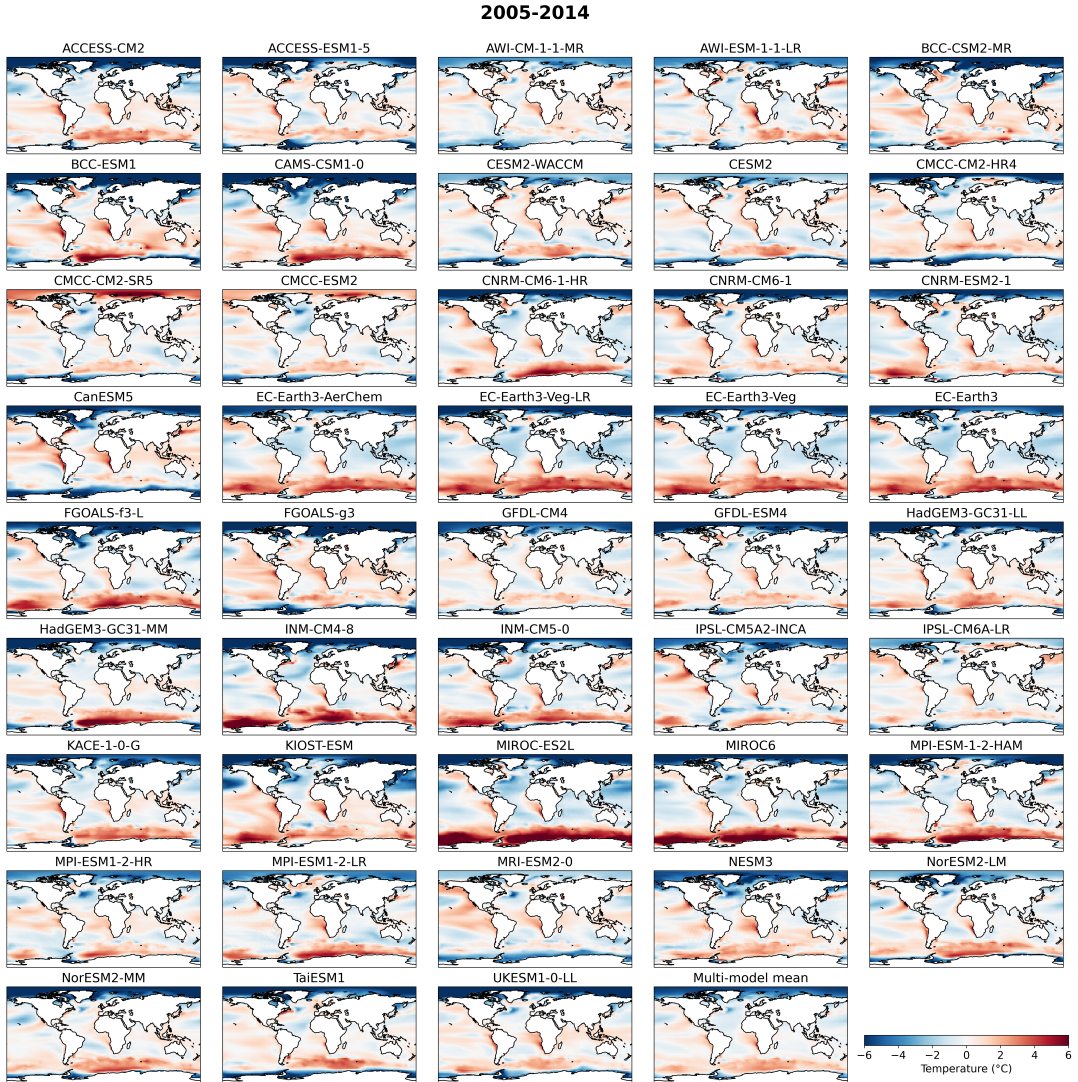 2005-2014
ACCESS-CM2 ACCESS-ESM1-5 AWI-CM-1-1-MR AWI-ESM-1-1-LR BCC-CSM2-MR
BCC-ESM1 CAMS-CSM1-0 CESM2-WACCM CESM2 CMCC-CM2-HR4
CMCC-CM2-SR5 CMCC-ESM2 CNRM-CM6-1-HR CNRM-CM6-1 CNRM-ESM2-1
CanESM5 EC-Earth3-AerChem EC-Earth3-Veg-LR EC-Earth3-Veg EC-Earth3
FGOALS-f3-L FGOALS-g3 GFDL-CM4 GFDL-ESM4 HadGEM3-GC31-LL
HadGEM3-GC31-MM INM-CM4-8 INM-CM5-0 IPSL-CM5A2-INCA IPSL-CM6A-LR
KACE-1-0-G KIOST-ESM MIROC-ES2L MIROC6 MPI-ESM-1-2-HAM
MPI-ESM1-2-HR MPI-ESM1-2-LR MRI-ESM2-0 NESM3 NorESM2-LM
NorESM2-MM TaiESM1 UKESM1-0-LL Multi-model mean
−6 −4 −2 0 2 4 6
Temperature (°C)